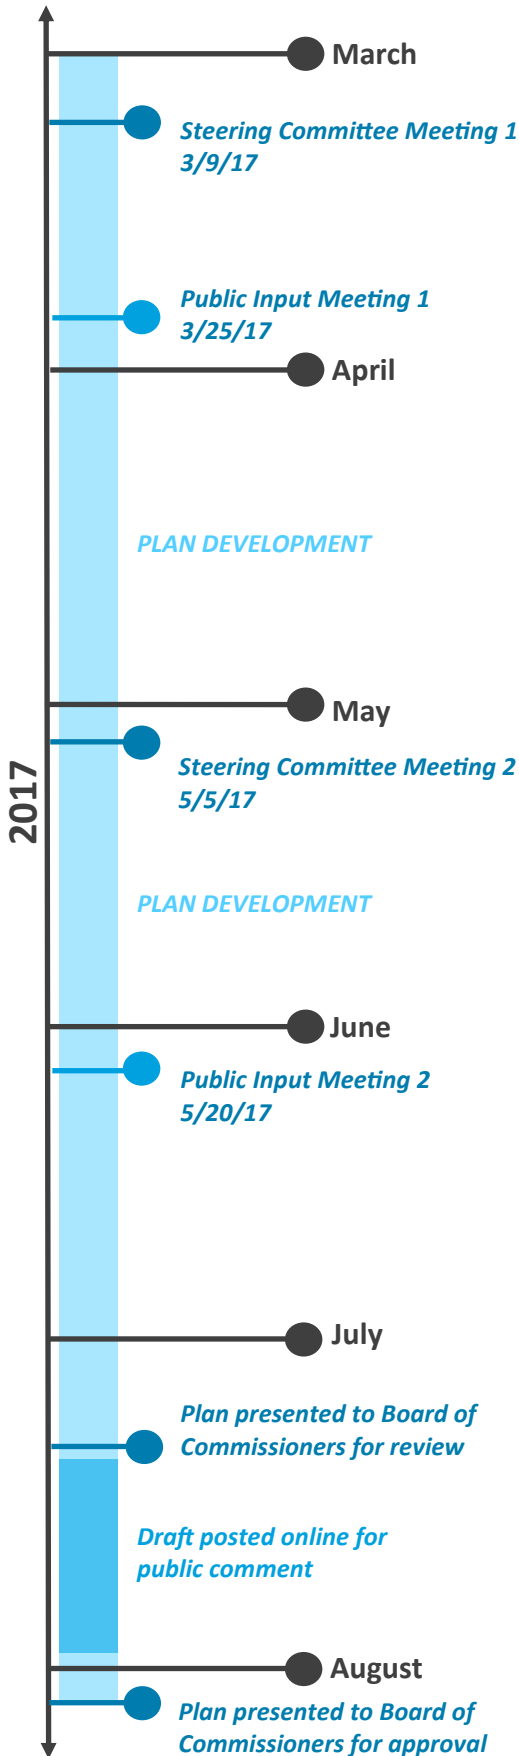 March
Steering Committee Meeting 1
3/9/17
Public Input Meeting 1
3/25/17
April
PLAN DEVELOPMENT
May
Steering Committee Meeting 2
5/5/17
2017
PLAN DEVELOPMENT
June
Public Input Meeting 2
5/20/17
July
Plan presented to Board of
Commissioners for review
Draft posted online for
public comment
August
Plan presented to Board of
Commissioners for approval